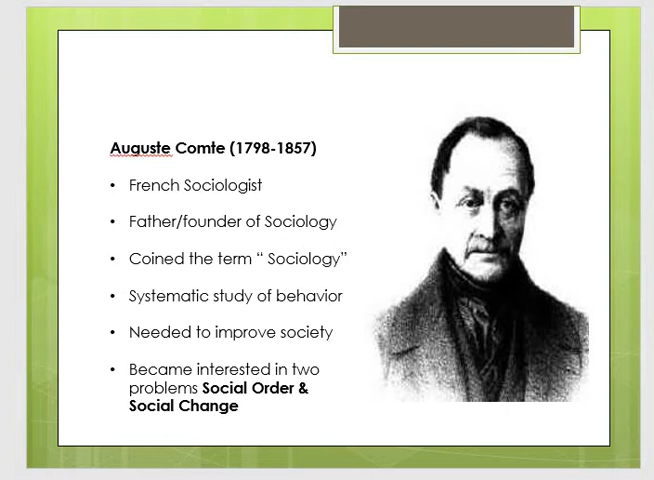 Auguste Comte (1798-1857)
• French Sociologist
• Father/founder of Sociology
• Coined the term “ Sociology”
• Systematic study of behavior
• Needed to improve society
• Became interested in two
problems Social Order &
Social Change